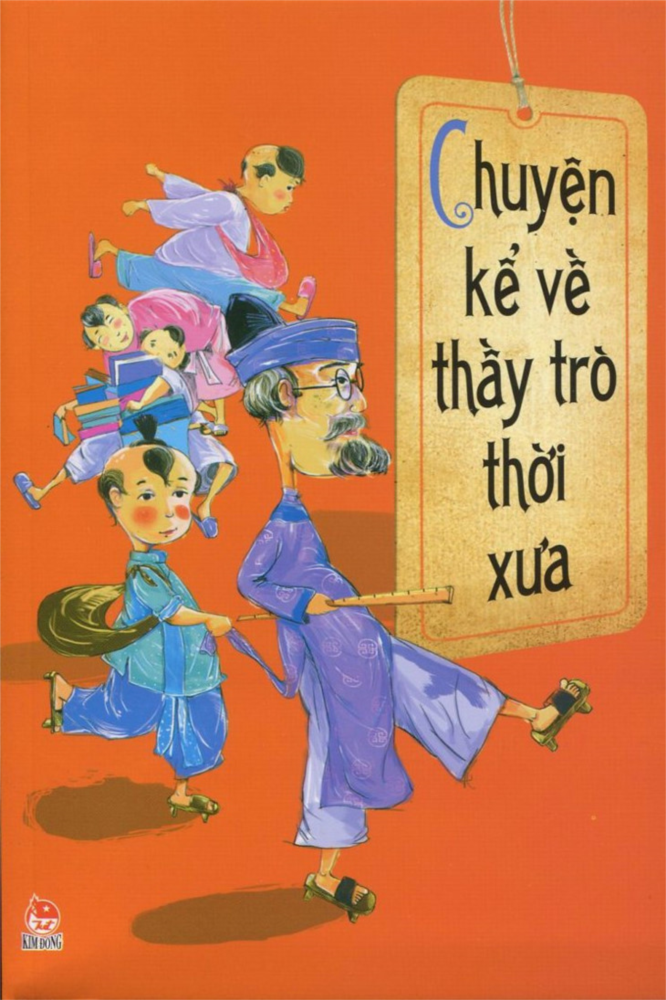 Chuyện
kể về
thầy trò
thời
xưa
KIM ĐỒNG